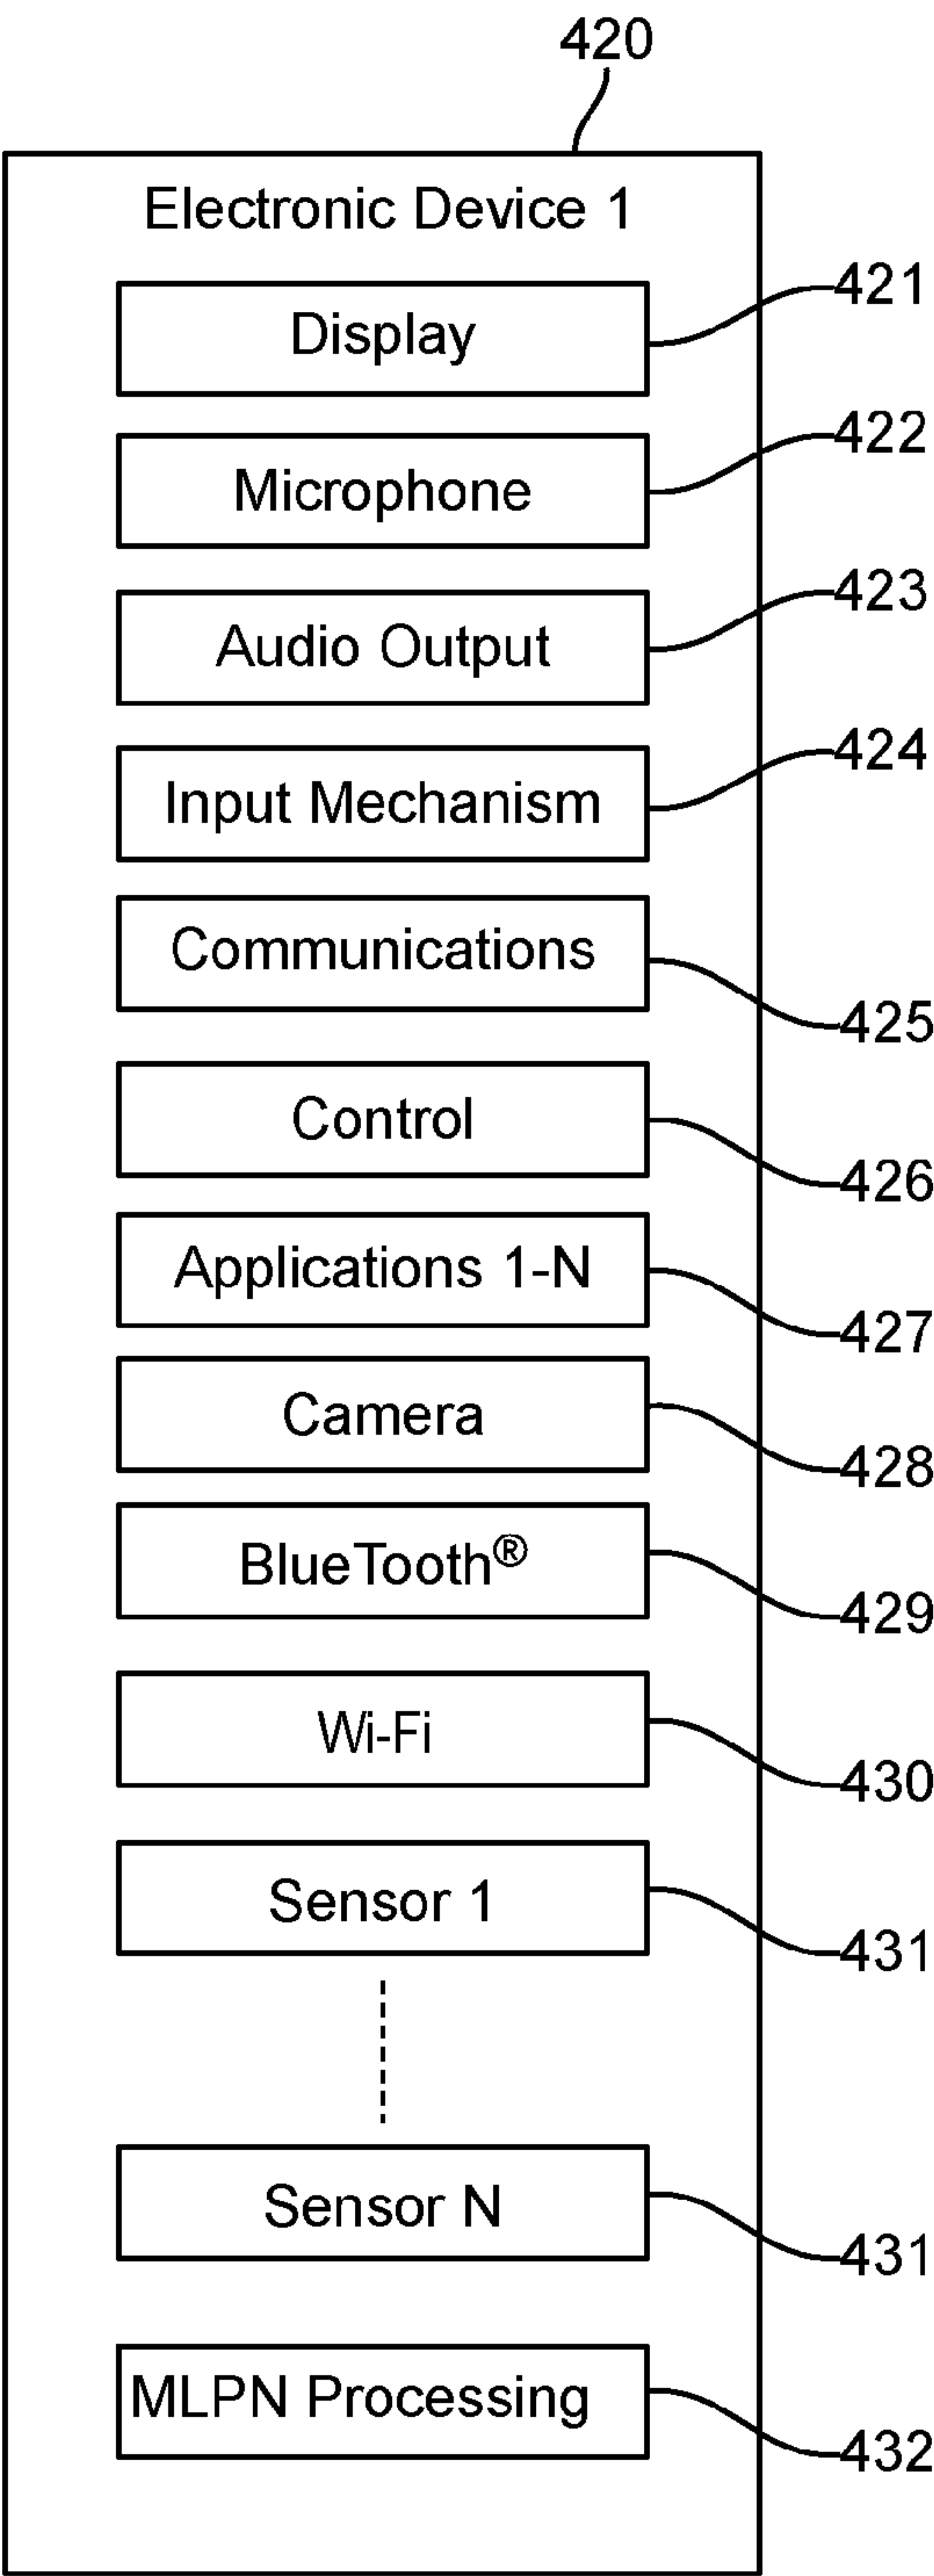 420
Electronic Device 1
Display
421
Microphone
422
Audio Output
423
Input Mechanism
424
Communications
425
Control
426
Applications 1-N
427
Camera
428
BlueTooth®
429
Wi-Fi
430
Sensor 1
431
Sensor N
431
MLPN Processing
432